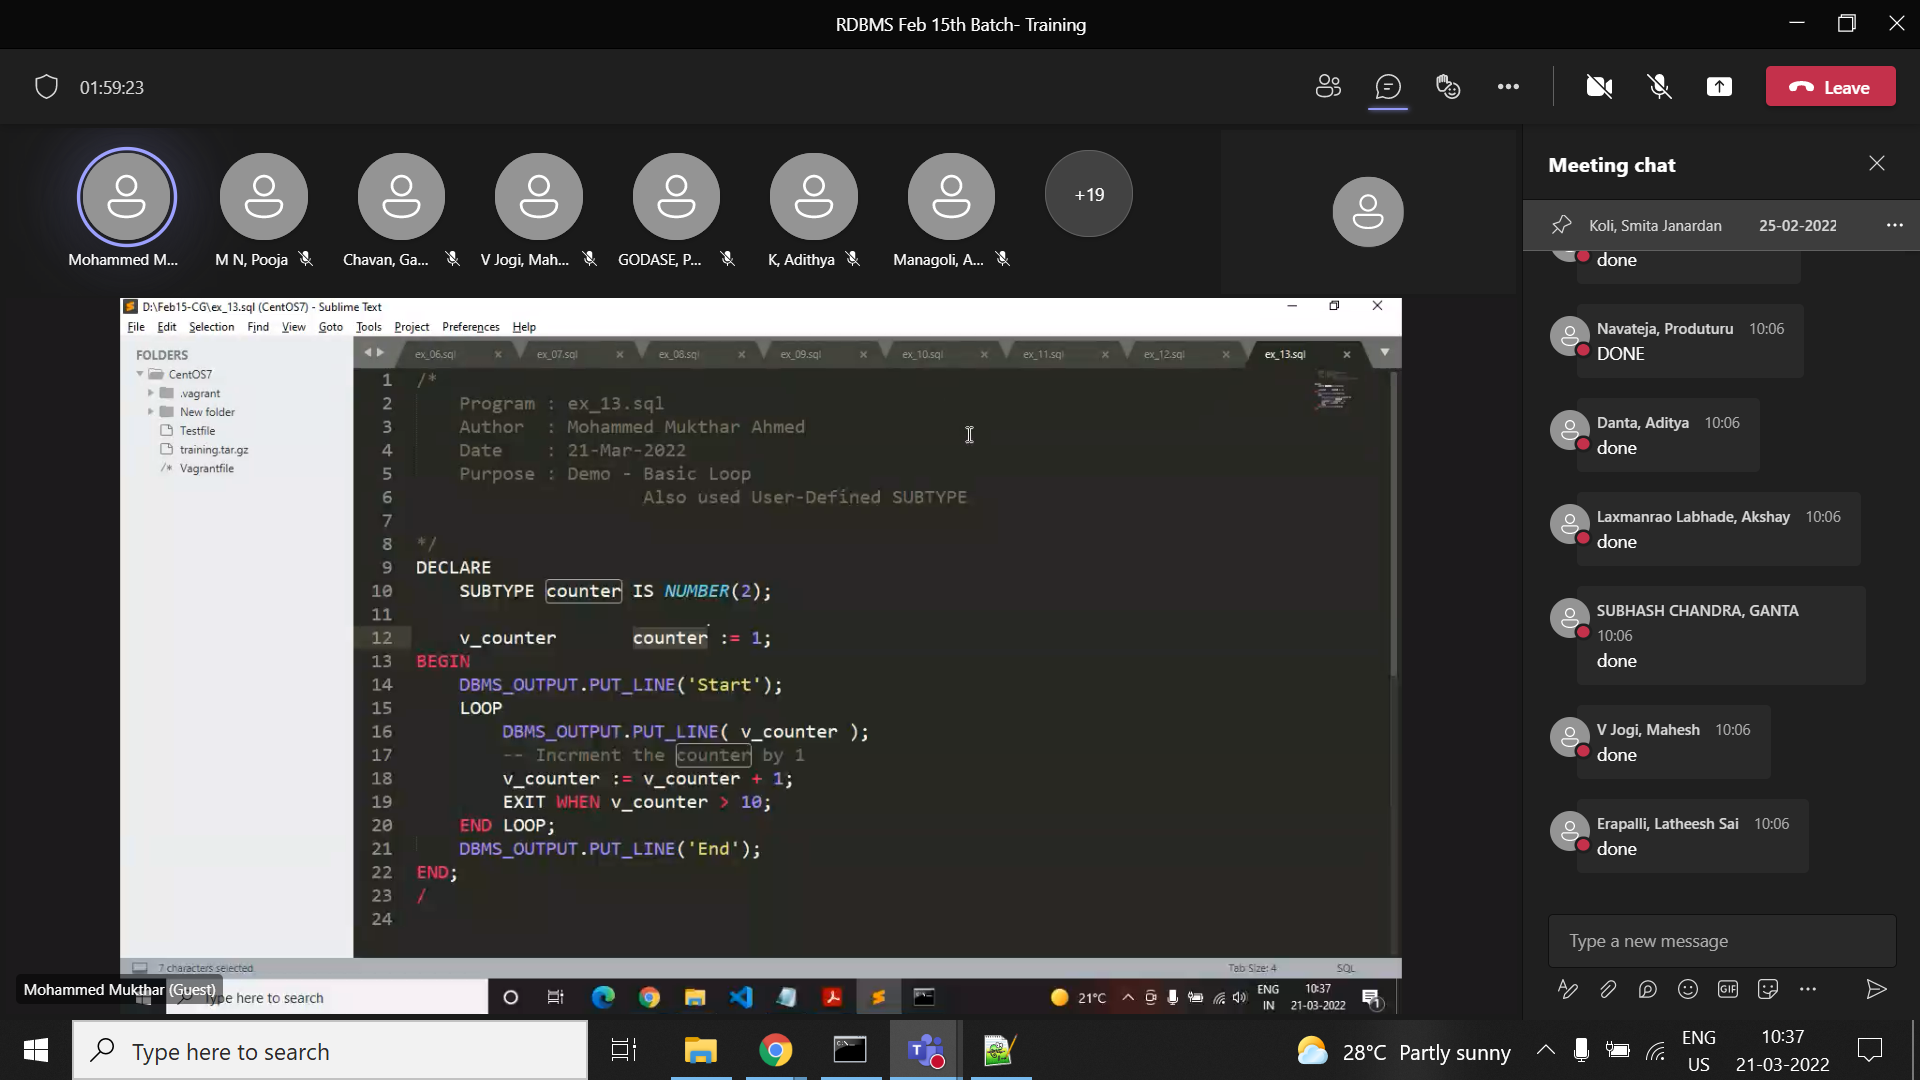 RDBMS Feb 15th Batch- Training
01:59:23
Leave
Mohammed M...
M N, Pooja
Chavan, Ga...
V Jogi, Mah...
GODASE, P...
K, Adithya
Managoli, A...
+19
D:\Feb15-CG\ex_13.sql (CentOS7) - Sublime Text
File Edit Selection Find View Goto Tools Project Preferences Help
FOLDERS
CentOS7
.vagrant
New folder
Testfile
training.tar.gz
/* Vagrantfile
ex_06.sql ex_07.sql ex_08.sql ex_09.sql ex_10.sql ex_11.sql ex_12.sql ex_13.sql
1 /*
2 Program : ex_13.sql
3 Author : Mohammed Mukthar Ahmed
4 Date : 21-Mar-2022
5 Purpose : Demo - Basic Loop
6 Also used User-Defined SUBTYPE
7
8 */
9 DECLARE
10 SUBTYPE counter IS NUMBER(2);
11
12 v_counter counter := 1;
13 BEGIN
14 DBMS_OUTPUT.PUT_LINE('Start');
15 LOOP
16 DBMS_OUTPUT.PUT_LINE( v_counter );
17 -- Incrment the counter by 1
18 v_counter := v_counter + 1;
19 EXIT WHEN v_counter > 10;
20 END LOOP;
21 DBMS_OUTPUT.PUT_LINE('End');
22 END;
23 /
24
7 characters selected
Tab Size: 4
SQL
Mohammed Mukthar (Guest)
Type here to search
21°C
ENG
IN
10:37
21-03-2022
1
Meeting chat
Koli, Smita Janardan 25-02-2022
done
Navateja, Produturu 10:06
DONE
Danta, Aditya 10:06
done
Laxmanrao Labhade, Akshay 10:06
done
SUBHASH CHANDRA, GANTA
10:06
done
V Jogi, Mahesh 10:06
done
Erapalli, Latheesh Sai 10:06
done
Type a new message
GIF
Type here to search
28°C Partly sunny
ENG
US
10:37
21-03-2022